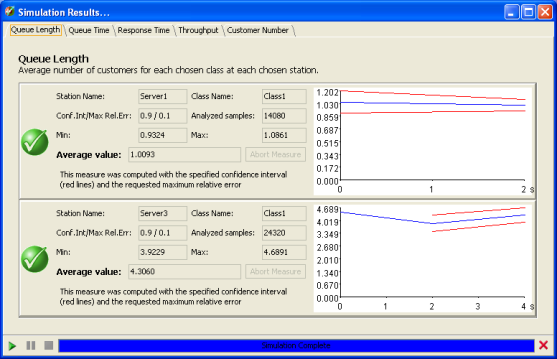 Simulation Results...
Queue Length Queue Time Response Time Throughput Customer Number
Queue Length
Average number of customers for each chosen class at each chosen station.
Station Name: Server1 Class Name: Class1
Conf.Int/Max Rel.Err: 0.9 / 0.1 Analyzed samples: 14080
Min: 0.9324 Max: 1.0861
Average value: 1.0093 Abort Measure
This measure was computed with the specified confidence interval
(red lines) and the requested maximum relative error
1.202
1.030
0.859
0.687
0.515
0.343
0.172
0.000
0 1 2 s
Station Name: Server3 Class Name: Class1
Conf.Int/Max Rel.Err: 0.9 / 0.1 Analyzed samples: 24320
Min: 3.9229 Max: 4.6891
Average value: 4.3060 Abort Measure
This measure was computed with the specified confidence interval
(red lines) and the requested maximum relative error
4.689
4.019
3.349
2.680
2.010
1.340
0.670
0.000
0 1 2 3 4 s
Simulation Complete